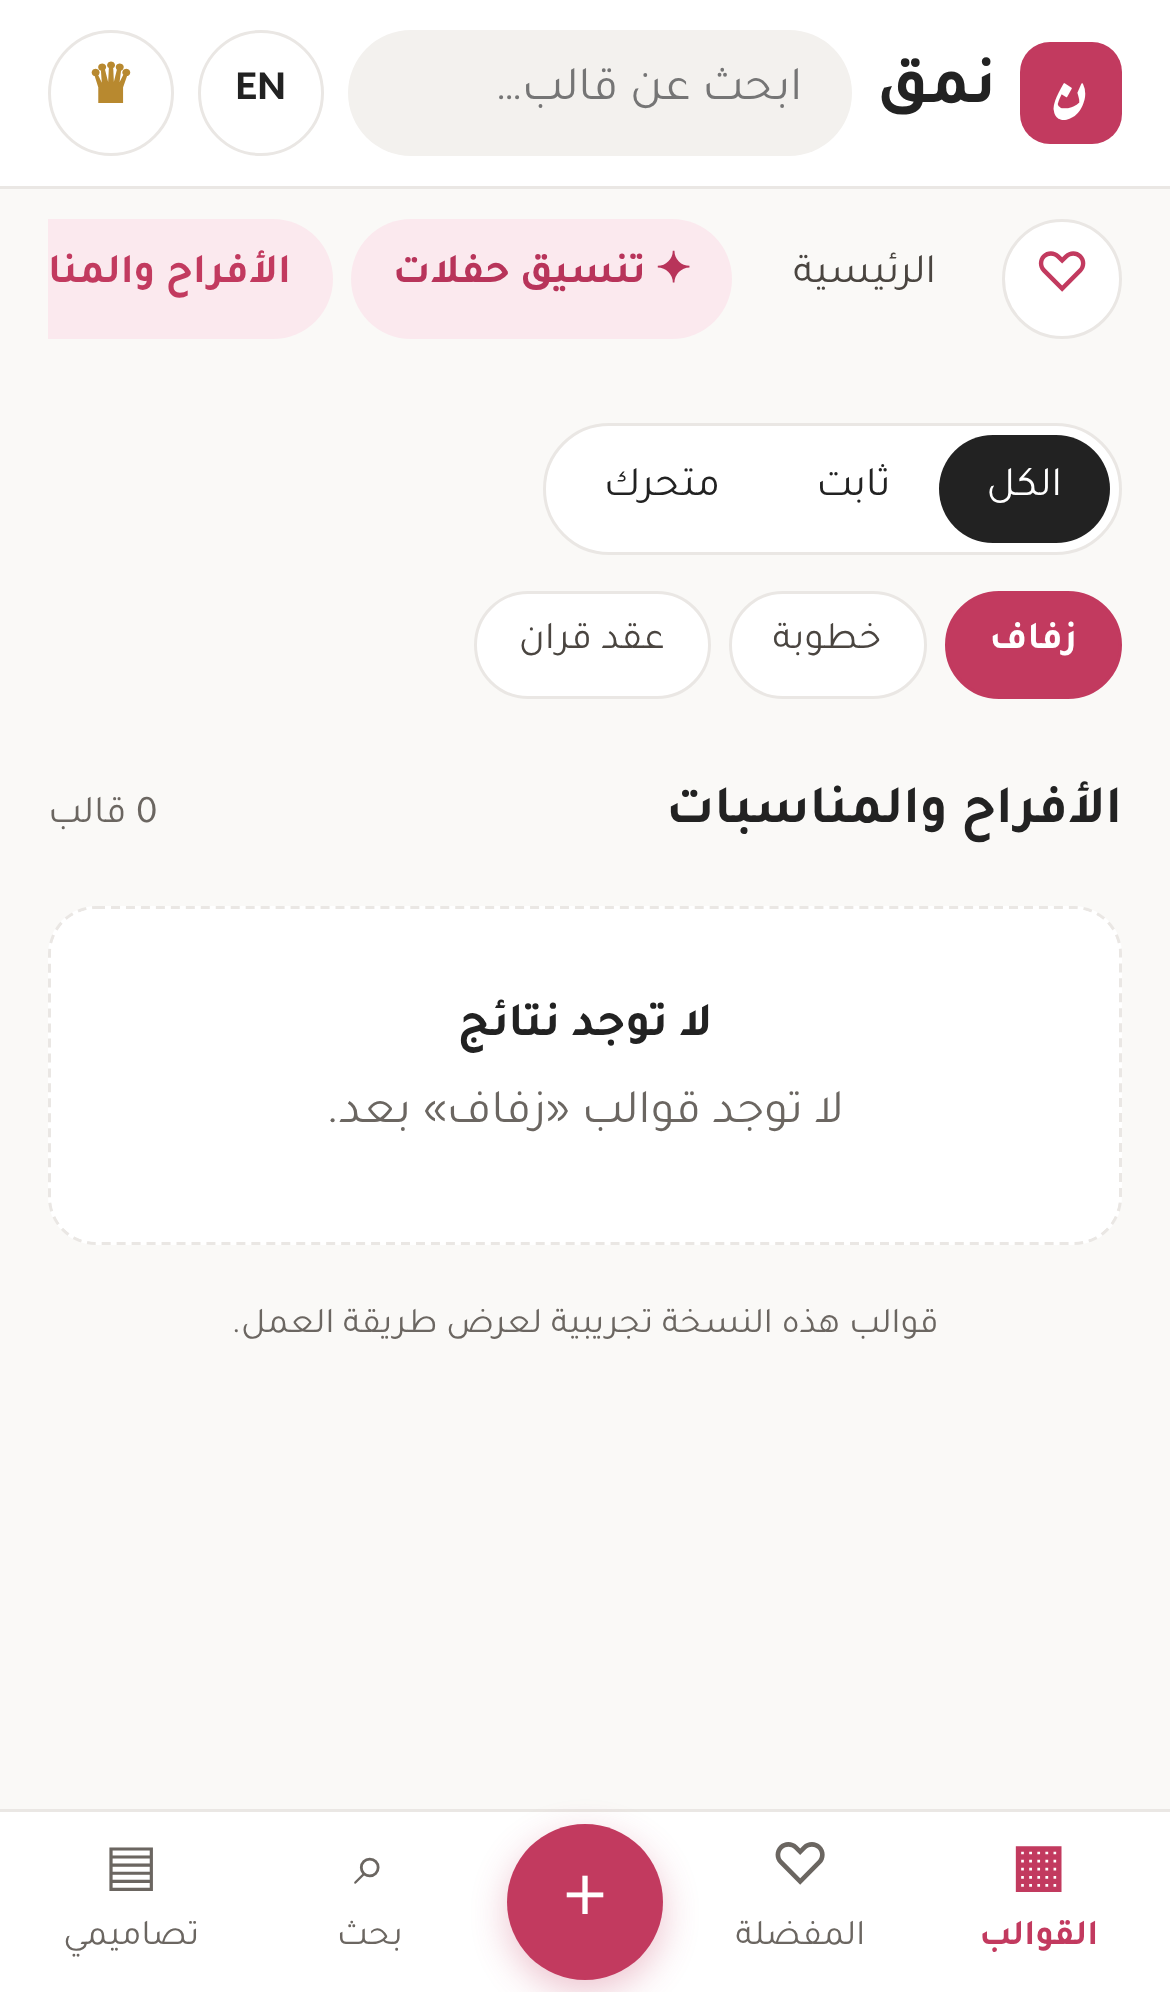 ن
نمق
ابحث عن قالب...
EN
الرئيسية
✦ تنسيق حفلات
الأفراح والمنا
الكل
ثابت
متحرك
زفاف
خطوبة
عقد قران
الأفراح والمناسبات
0 قالب
لا توجد نتائج
لا توجد قوالب «زفاف» بعد.
قوالب هذه النسخة تجريبية لعرض طريقة العمل.
القوالب
المفضلة
+
بحث
تصاميمي